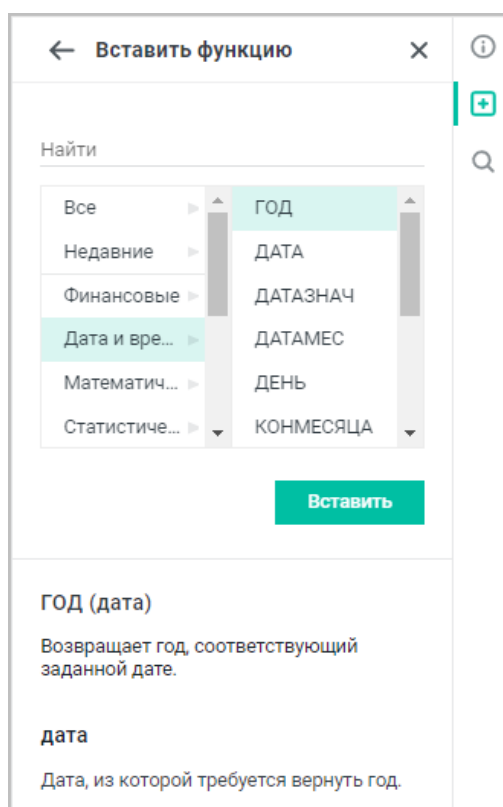 Вставить функцию
Найти
Все
Недавние
Финансовые
Дата и вре...
Математич...
Статистиче...
ГОД
ДАТА
ДАТАЗНАЧ
ДАТАМЕС
ДЕНЬ
КОНМЕСЯЦА
Вставить
ГОД (дата)
Возвращает год, соответствующий
заданной дате.
дата
Дата, из которой требуется вернуть год.